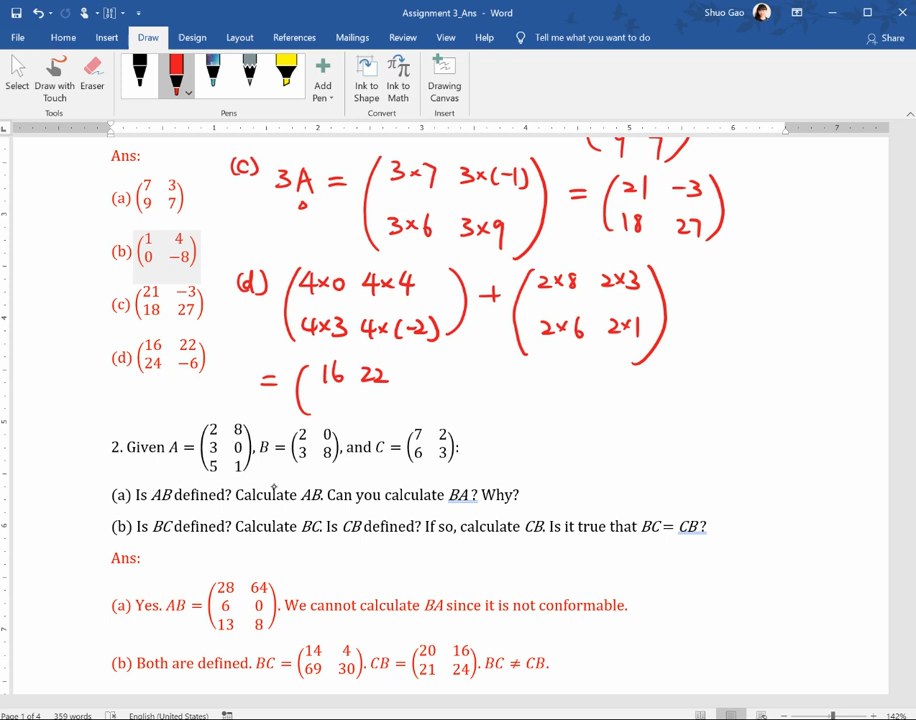 Assignment 3_Ans - Word
Shuo Gao
File Home Insert Draw Design Layout References Mailings Review View Help Tell me what you want to do Share
Select Draw with Touch Eraser Add Pen Ink to Shape Ink to Math Drawing Canvas
Tools Pens Convert Insert
1 2 3 4 5 6 7
Ans:
(a) (7 3
9 7)
(b) (1 4
0 −8)
(c) (21 −3
18 27)
(d) (16 22
24 −6)
(9 7)
(c) 3A = (3×7 3×(-1)
3×6 3×9) = (21 -3
18 27)
(d) (4×0 4×4
4×3 4×(-2)) + (2×8 2×3
2×6 2×1)
= (16 22
2. Given A = (2 8
3 0
5 1), B = (2 0
3 8), and C = (7 2
6 3):
(a) Is AB defined? Calculate AB. Can you calculate BA? Why?
(b) Is BC defined? Calculate BC. Is CB defined? If so, calculate CB. Is it true that BC = CB?
Ans:
(a) Yes. AB = (28 64
6 0
13 8). We cannot calculate BA since it is not conformable.
(b) Both are defined. BC = (14 4
69 30). CB = (20 16
21 24). BC ≠ CB.
Page 1 of 4 359 words English (United States) 142%